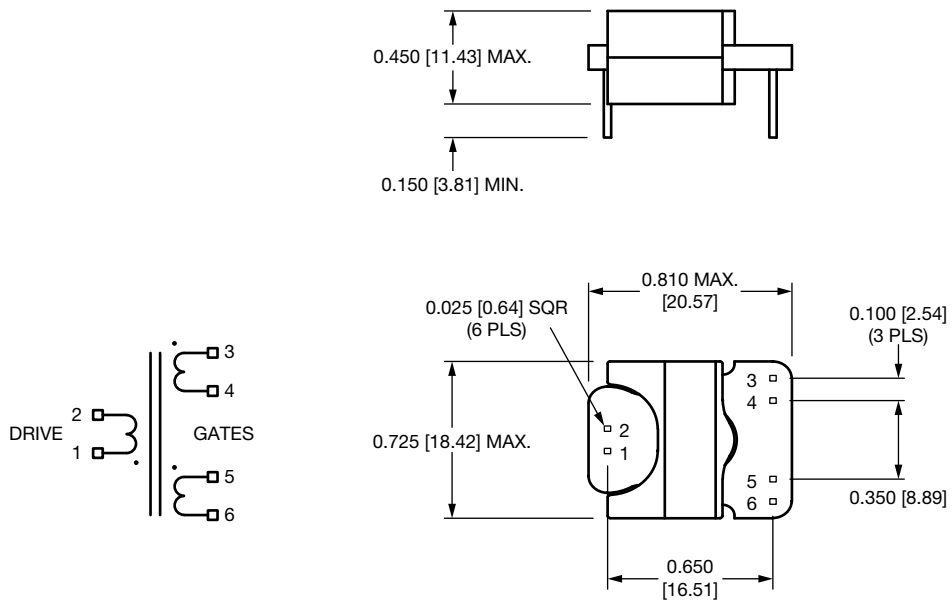 0.450 [11.43] MAX.
0.150 [3.81] MIN.
0.810 MAX.
[20.57]
0.025 [0.64] SQR
(6 PLS)
0.100 [2.54]
(3 PLS)
3
4
2
1
5
6
0.725 [18.42] MAX.
0.350 [8.89]
0.650
[16.51]
3
4
2
DRIVE
1
GATES
5
6